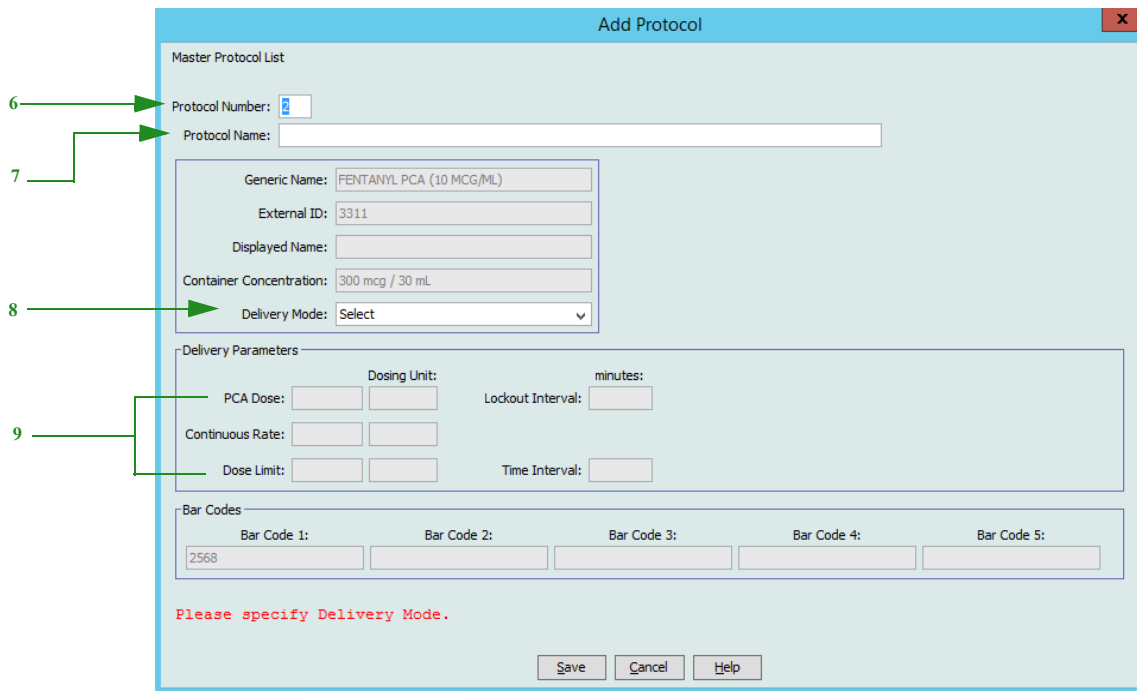 Add Protocol
x
Master Protocol List
6
Protocol Number: 2
Protocol Name:
7
Generic Name: FENTANYL PCA (10 MCG/ML)
External ID: 3311
Displayed Name:
Container Concentration: 300 mcg / 30 mL
8
Delivery Mode: Select
Delivery Parameters
Dosing Unit: minutes:
PCA Dose: Lockout Interval:
9
Continuous Rate:
Dose Limit: Time Interval:
Bar Codes
Bar Code 1: Bar Code 2: Bar Code 3: Bar Code 4: Bar Code 5:
2568
Please specify Delivery Mode.
Save Cancel Help